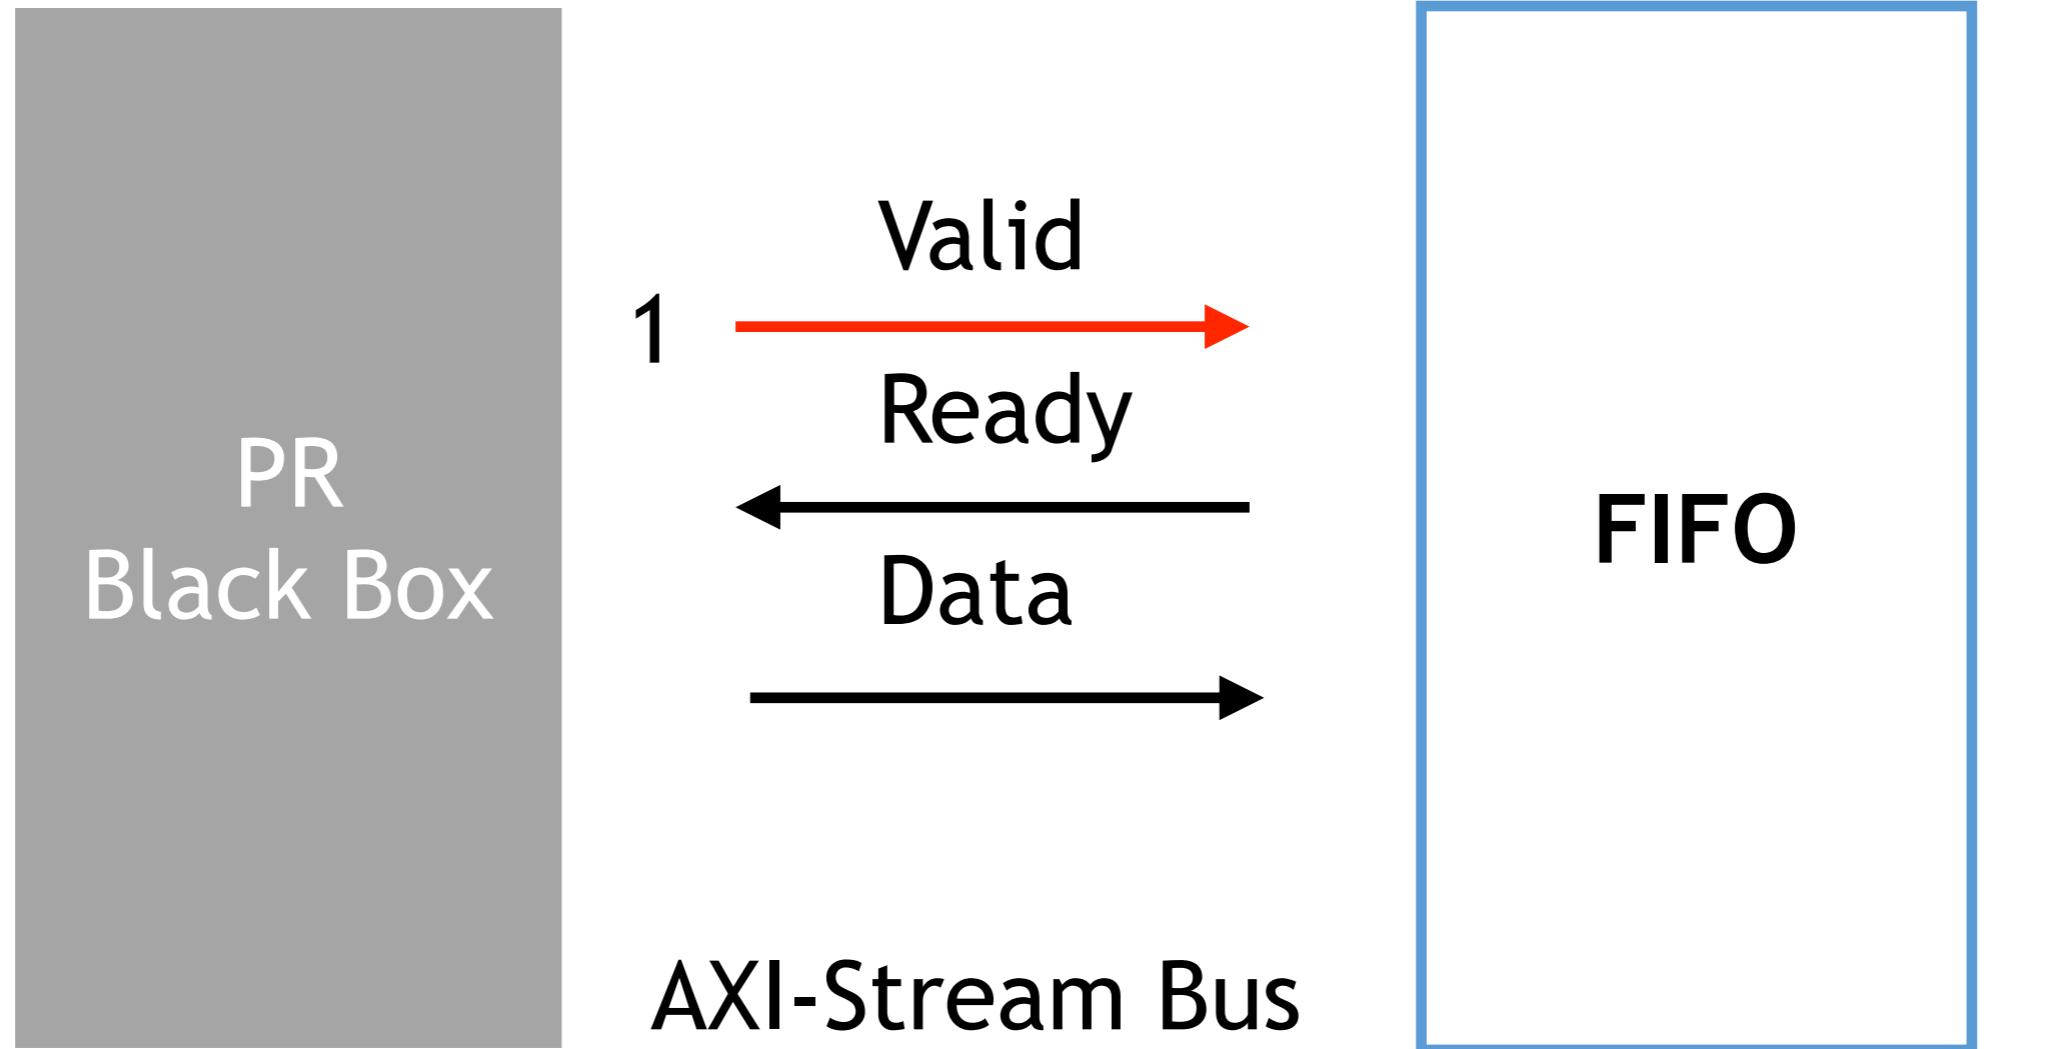 PR
Black Box
1
Valid
Ready
Data
AXI-Stream Bus
FIFO